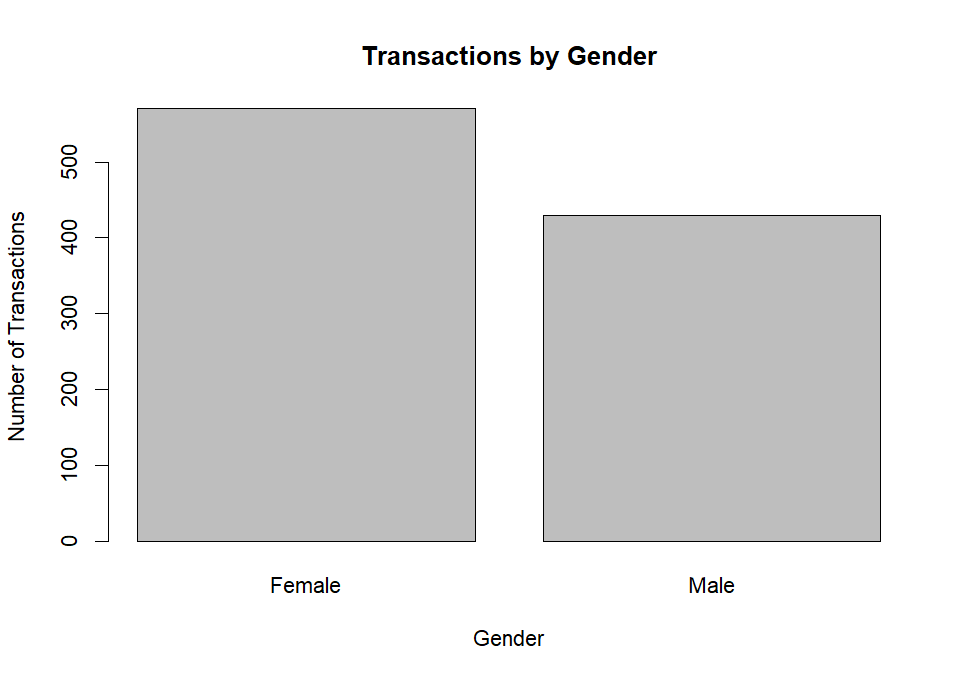 Transactions by Gender
Number of Transactions
500
400
300
200
100
0
Female
Male
Gender